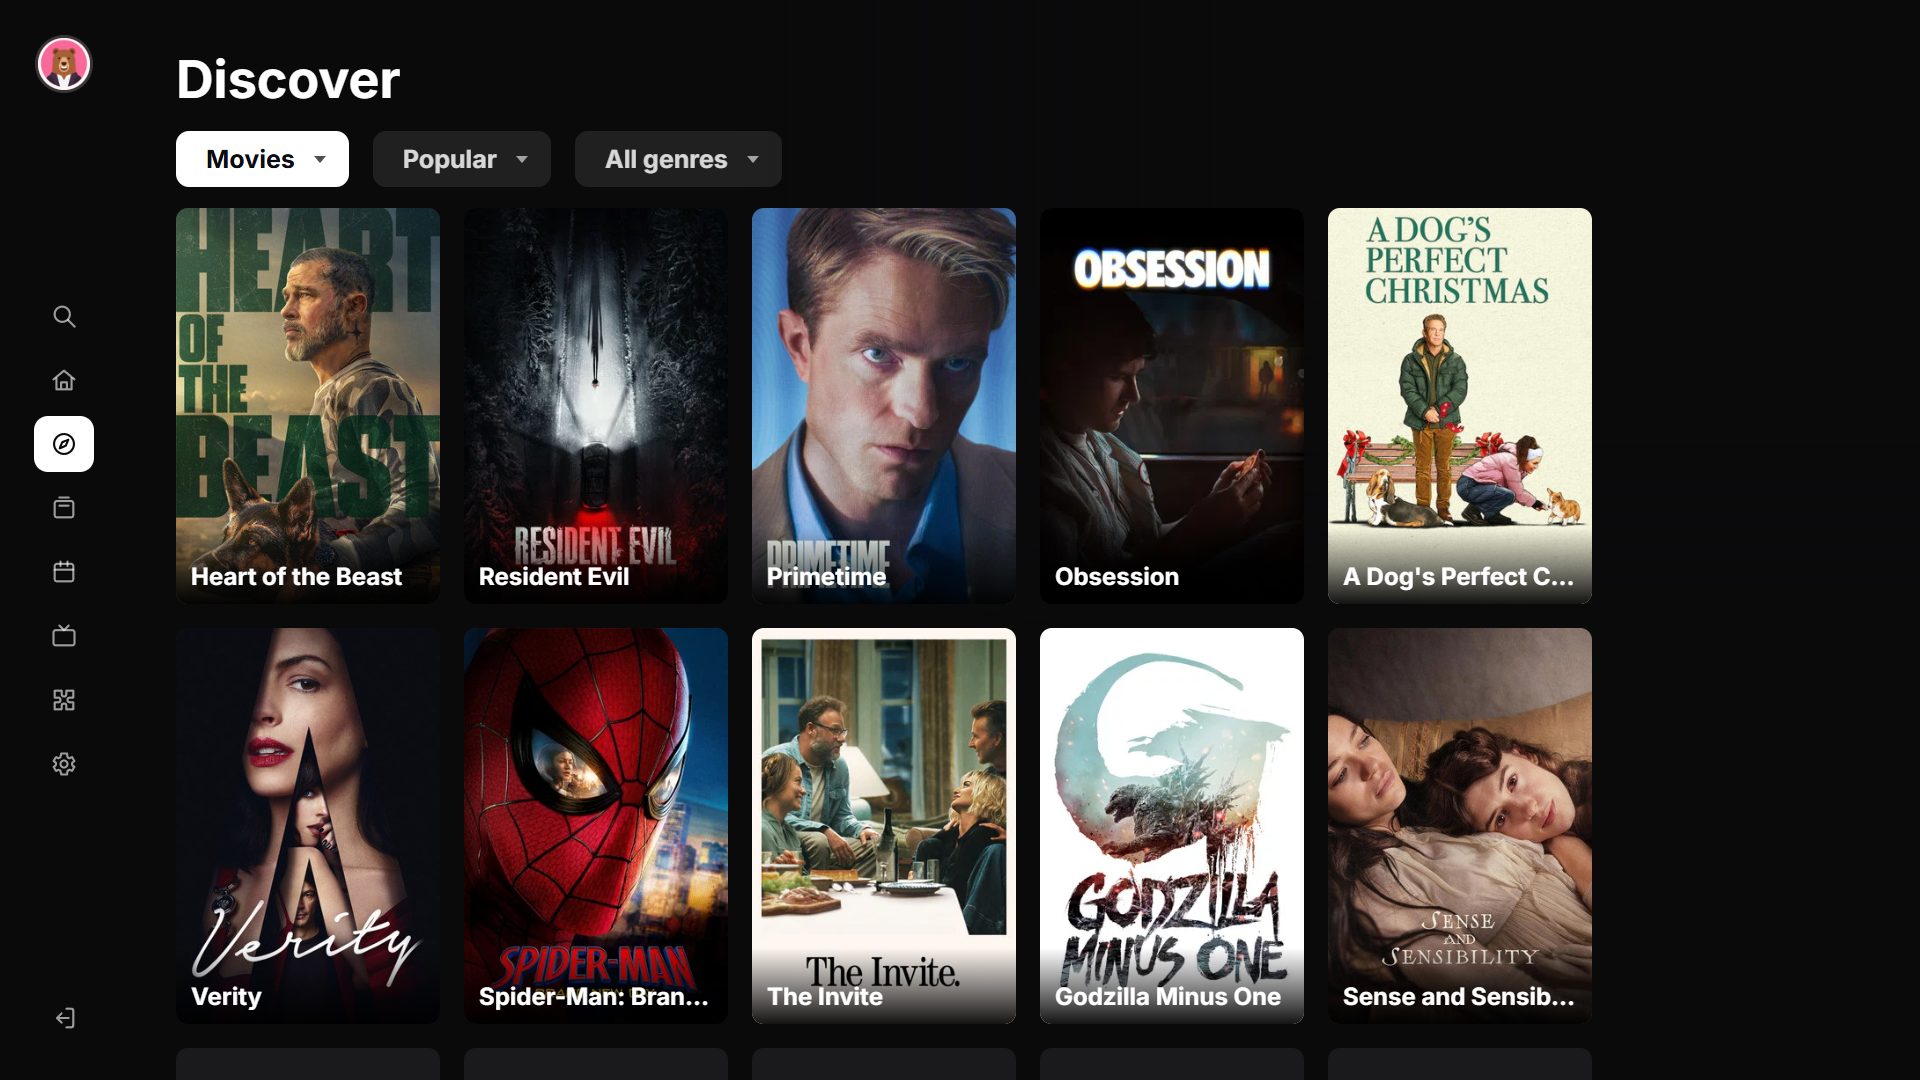 Discover
Movies
Popular
All genres
HEART
OF
THE
BEAST
Heart of the Beast
RESIDENT EVIL
Resident Evil
PRIMETIME
Primetime
OBSESSION
Obsession
A DOG'S
PERFECT
CHRISTMAS
A Dog's Perfect C...
Verity
Verity
SPIDER-MAN
Spider-Man: Bran...
The Invite.
The Invite
GODZILLA
MINUS ONE
Godzilla Minus One
SENSE
AND
SENSIBILITY
Sense and Sensib...